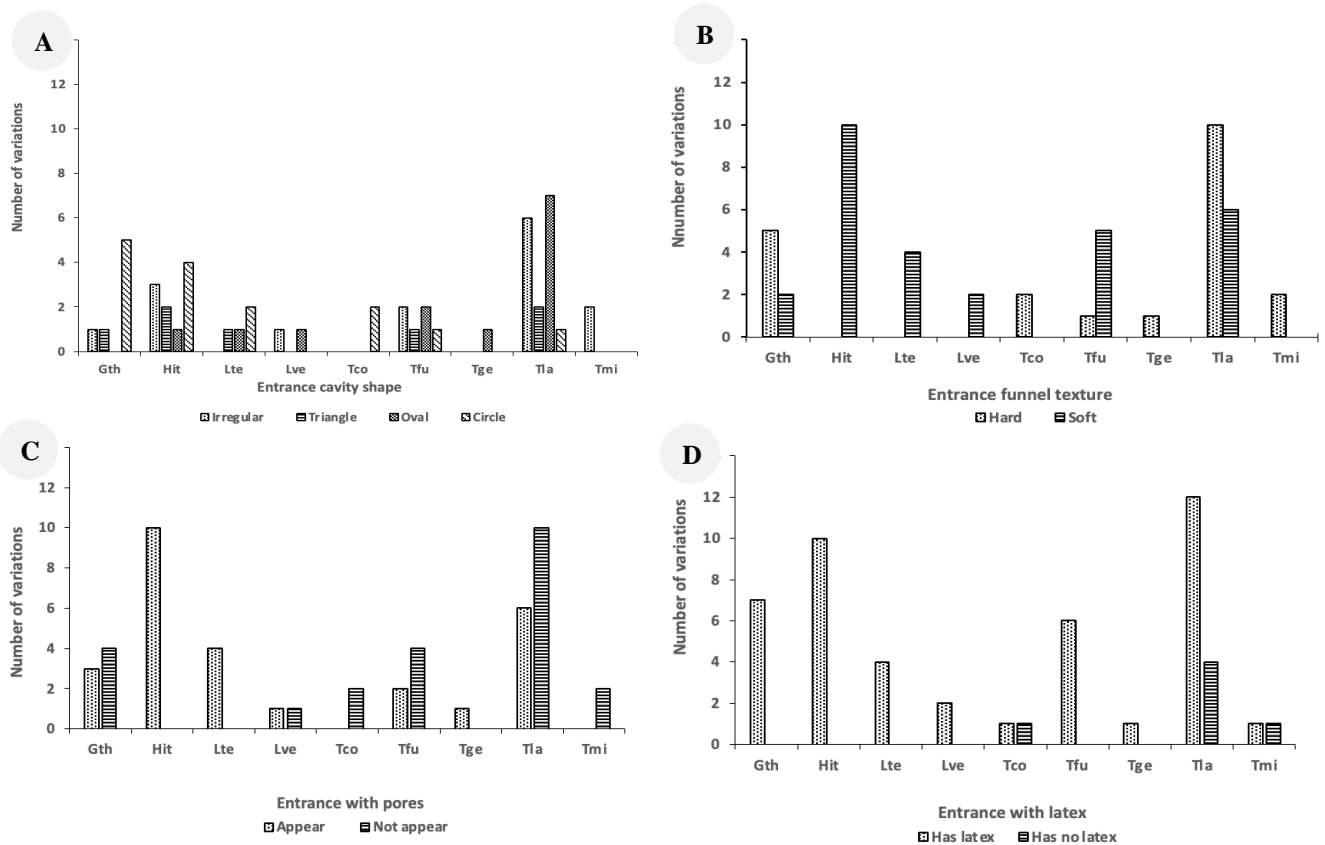 A
Number of variations
12
10
8
6
4
2
0
Gth Hit Lte Lve Tco Tfu Tge Tla Tmi
Entrance cavity shape
Irregular Triangle Oval Circle
B
Nnumber of variations
12
10
8
6
4
2
0
Gth Hit Lte Lve Tco Tfu Tge Tla Tmi
Entrance funnel texture
Hard Soft
C
Number of variations
12
10
8
6
4
2
0
Gth Hit Lte Lve Tco Tfu Tge Tla Tmi
Entrance with pores
Appear Not appear
D
Number of variations
12
10
8
6
4
2
0
Gth Hit Lte Lve Tco Tfu Tge Tla Tmi
Entrance with latex
Has latex Has no latex